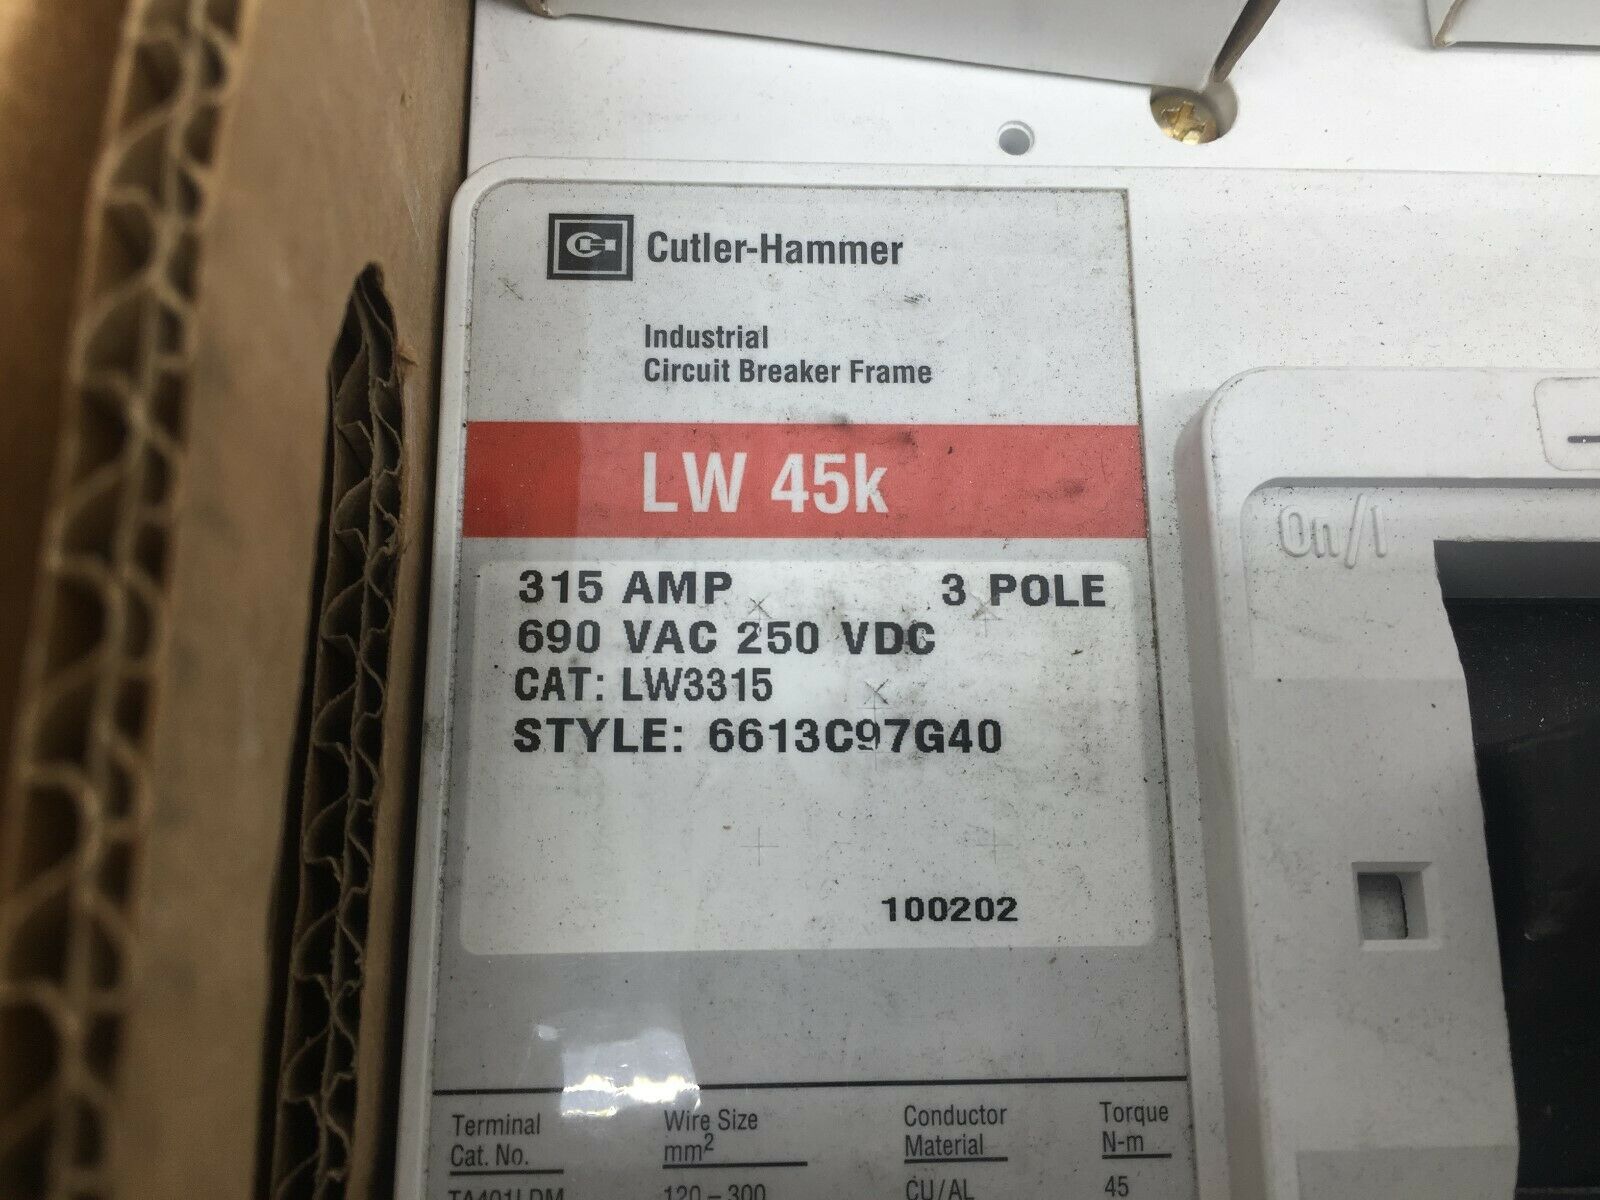 Cutler-Hammer
Industrial
Circuit Breaker Frame
LW 45k
315 AMP 3 POLE
690 VAC 250 VDC
CAT: LW3315
STYLE: 6613C97G40
100202
On/I
Terminal Cat. No. Wire Size mm2 Conductor Material Torque N-m
TA401LDM 120-300 CU/AL 45